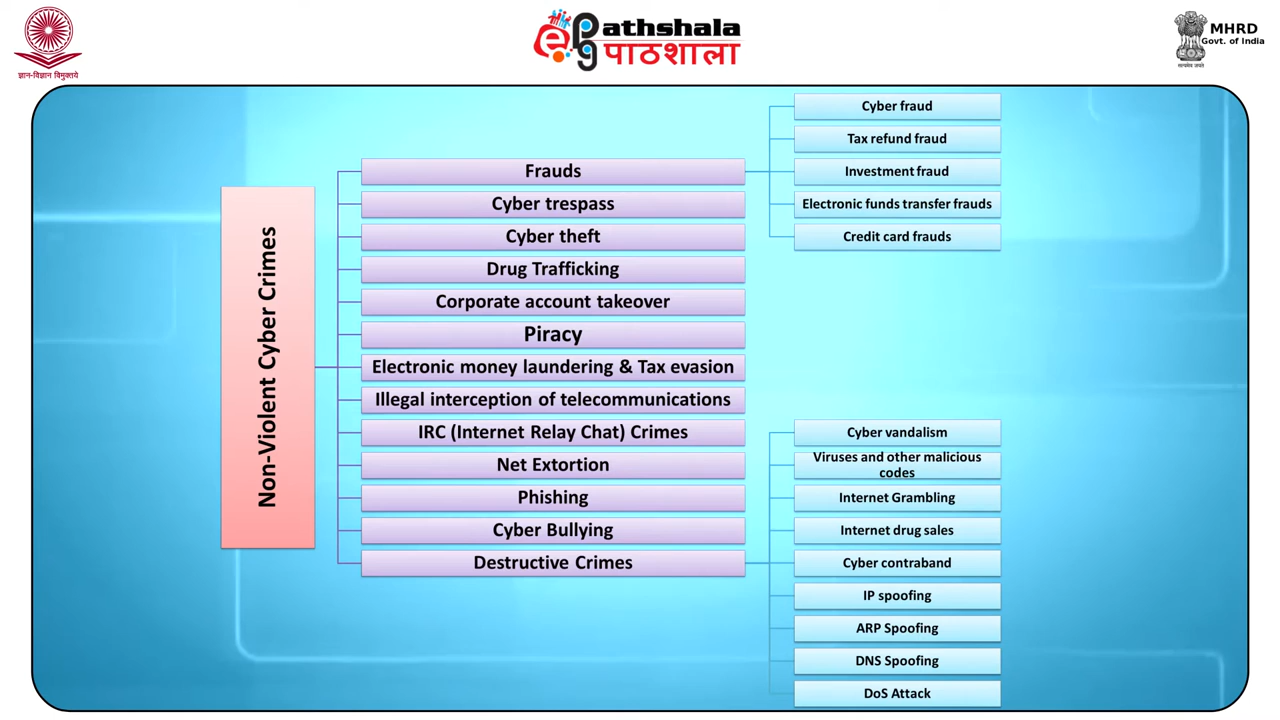 ज्ञान-विज्ञान विमुक्तये
Pathshala
पाठशाला
MHRD
Govt. of India
सत्यमेव जयते
Non-Violent Cyber Crimes
Frauds
Cyber trespass
Cyber theft
Drug Trafficking
Corporate account takeover
Piracy
Electronic money laundering & Tax evasion
Illegal interception of telecommunications
IRC (Internet Relay Chat) Crimes
Net Extortion
Phishing
Cyber Bullying
Destructive Crimes
Cyber fraud
Tax refund fraud
Investment fraud
Electronic funds transfer frauds
Credit card frauds
Cyber vandalism
Viruses and other malicious
codes
Internet Grambling
Internet drug sales
Cyber contraband
IP spoofing
ARP Spoofing
DNS Spoofing
DoS Attack